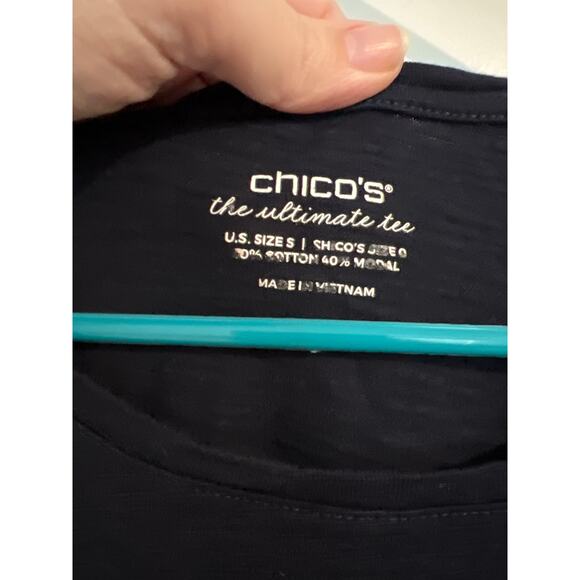 chico's®
the ultimate tee
U.S. SIZE S | CHICO'S SIZE 0
COTTON 40% MODAL
MADE IN VIETNAM